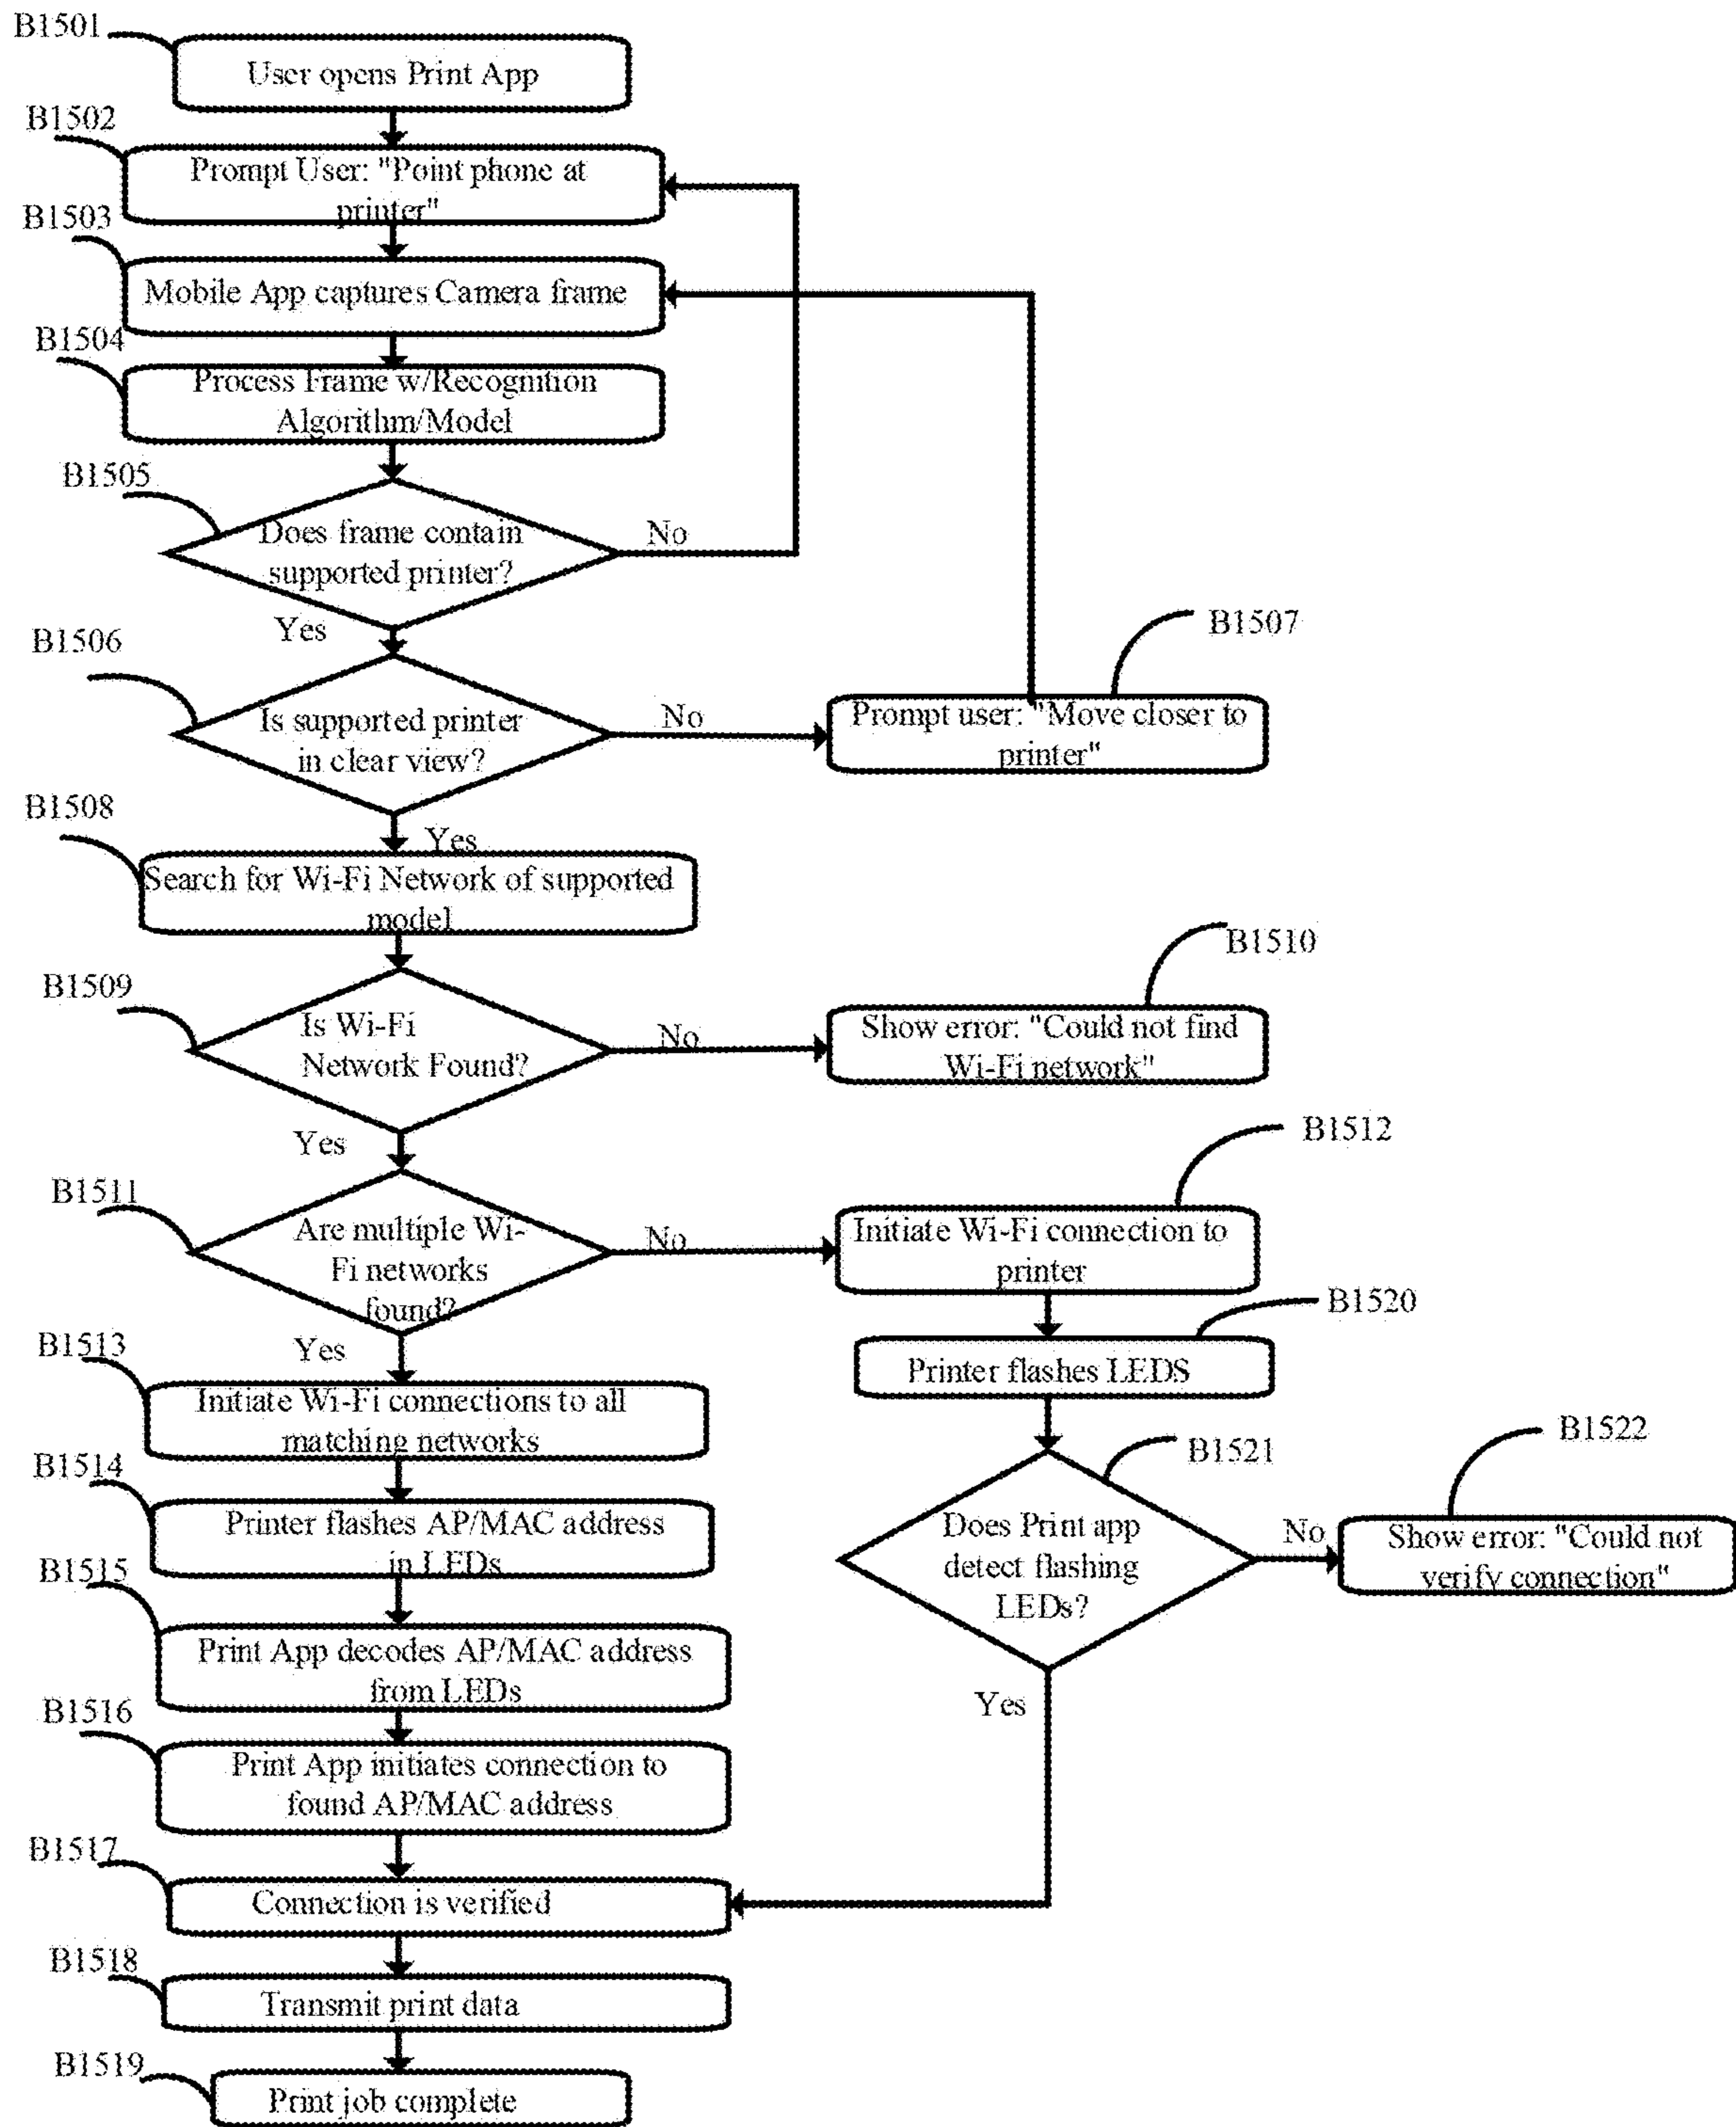 B1501
User opens Print App
B1502
Prompt User: "Point phone at
printer"
B1503
Mobile App captures Camera frame
B1504
Process Frame w/Recognition
Algorithm/Model
B1505
Does frame contain
supported printer?
No
Yes
B1506
Is supported printer
in clear view?
No
B1507
Prompt user: "Move closer to
printer"
Yes
B1508
Search for Wi-Fi Network of supported
model
B1509
Is Wi-Fi
Network Found?
No
B1510
Show error: "Could not find
Wi-Fi network"
Yes
B1511
Are multiple Wi-
Fi networks
found?
No
B1512
Initiate Wi-Fi connection to
printer
B1520
Printer flashes LEDS
B1521
Does Print app
detect flashing
LEDs?
No
B1522
Show error: "Could not
verify connection"
Yes
Yes
B1513
Initiate Wi-Fi connections to all
matching networks
B1514
Printer flashes AP/MAC address
in LEDs
B1515
Print App decodes AP/MAC address
from LEDs
B1516
Print App initiates connection to
found AP/MAC address
B1517
Connection is verified
B1518
Transmit print data
B1519
Print job complete